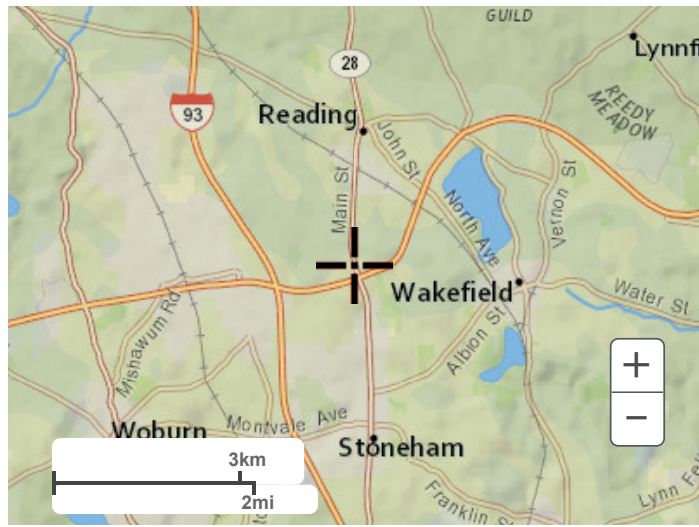 GUILD
Lynnf
28
93
Reading
REEDY
MEADOW
John St
Main St
North Ave
Vernon St
Wakefield
Water St
Mishawum Rd
Albion St
+
−
Montvale Ave
Woburn
Stoneham
3km
2mi
Franklin St
Lynn Fel